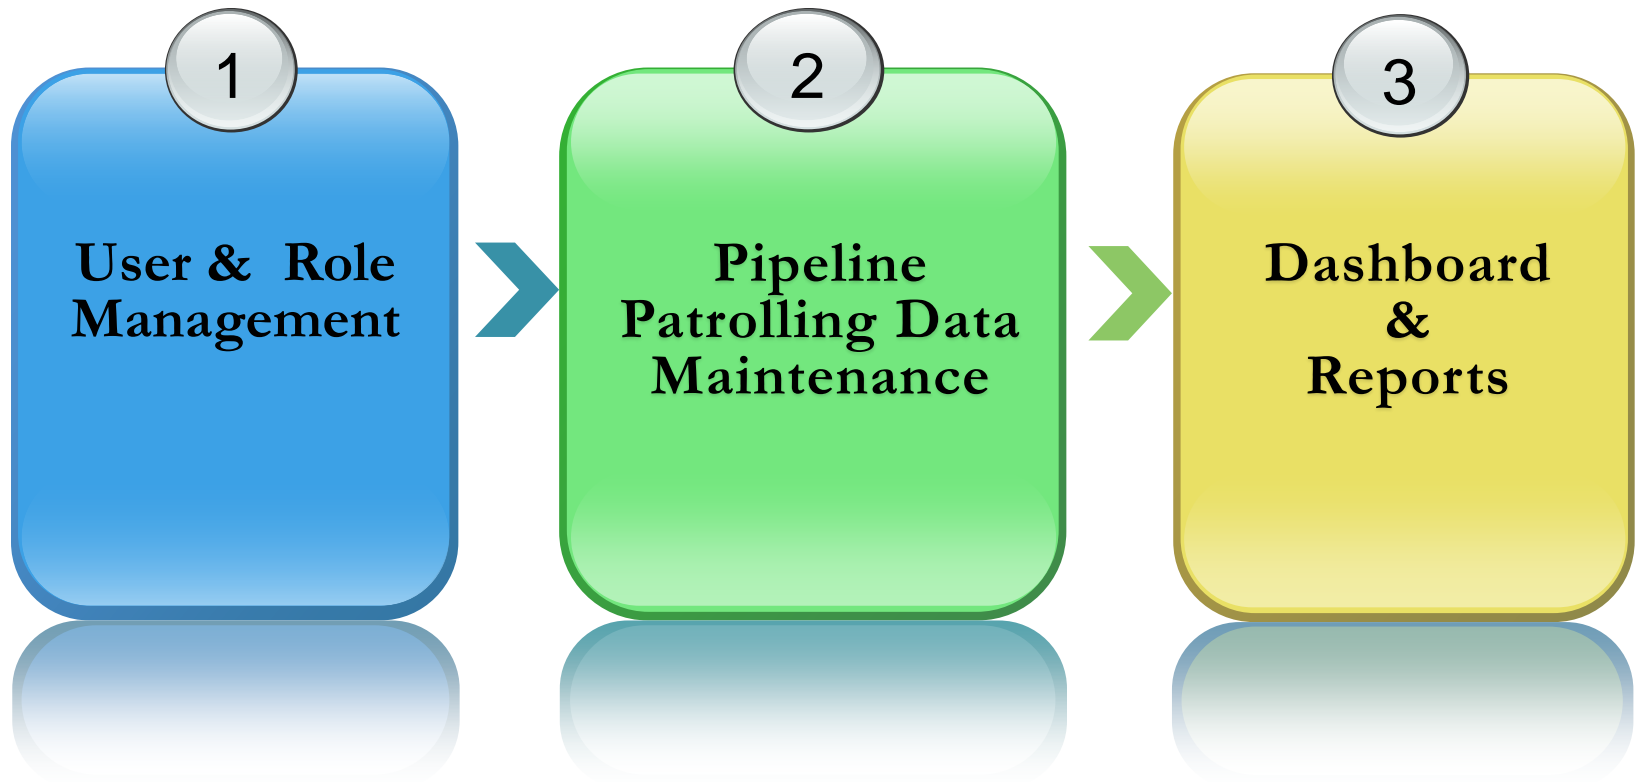 1
User & Role
Management
2
Pipeline
Patrolling Data
Maintenance
3
Dashboard
&
Reports